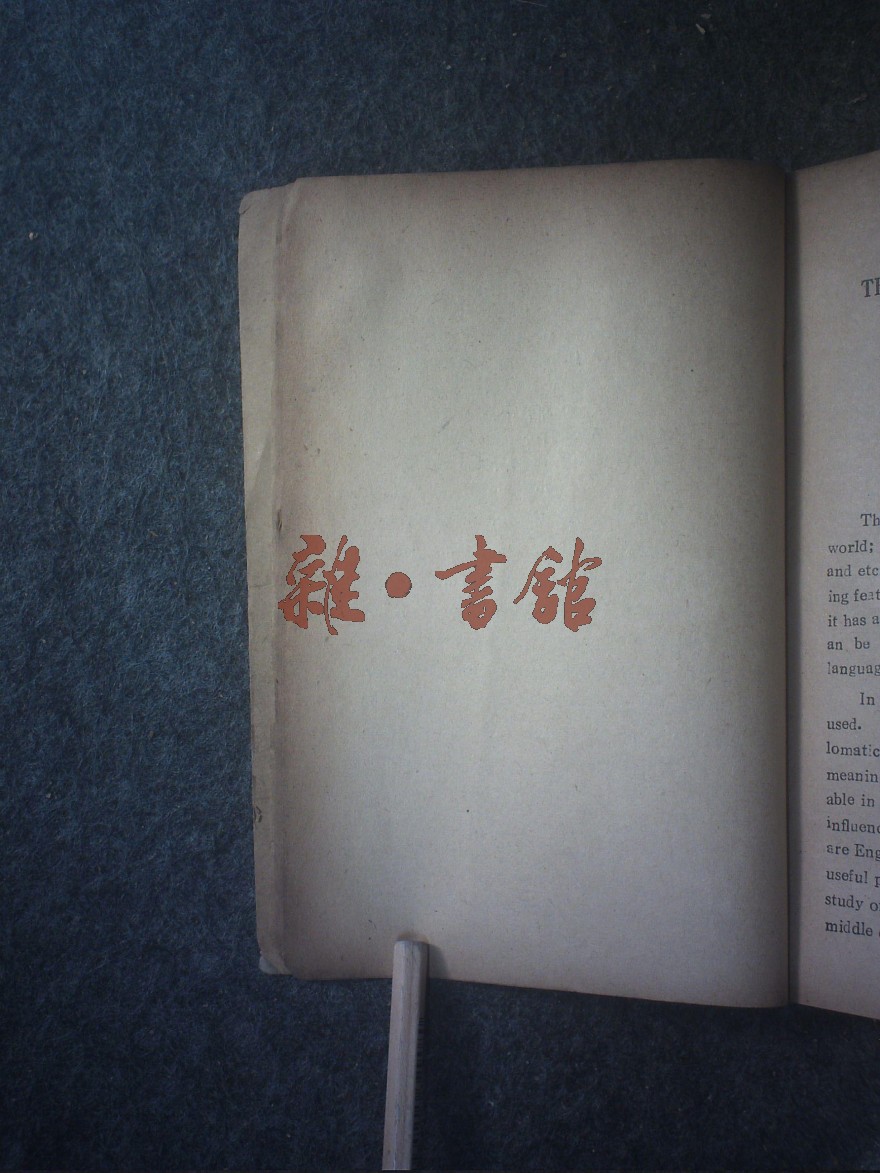 雜·書館
Th
world;
and etc
ing feat
it has a
an be
languag
In
used.
lomatic
meanin
able in
influenc
are Eng
useful p
study o
middle